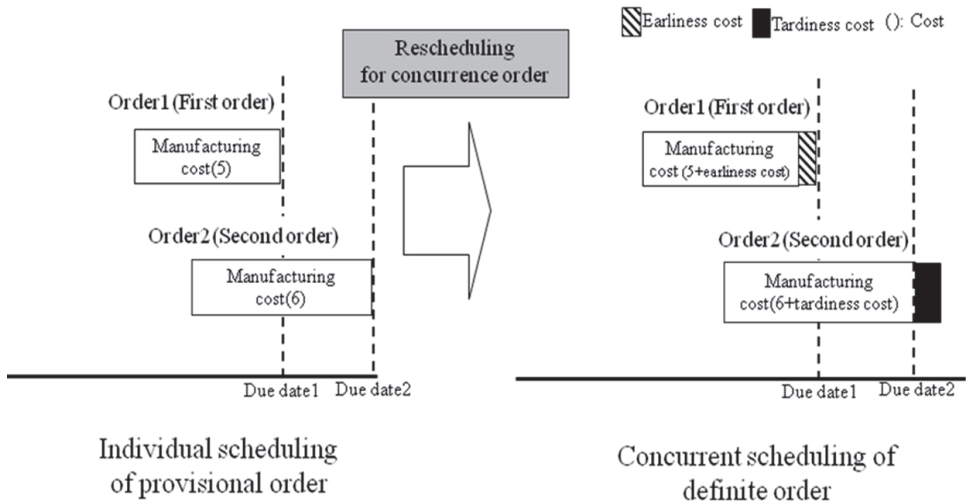 Earliness cost Tardiness cost (): Cost
Rescheduling
for concurrence order
Order1 (First order)
Manufacturing
cost(5)
Order2 (Second order)
Manufacturing
cost(6)
Due date1 Due date2
Individual scheduling
of provisional order
Order1 (First order)
Manufacturing
cost (5+earliness cost)
Order2 (Second order)
Manufacturing
cost(6+tardiness cost)
Due date1 Due date2
Concurrent scheduling of
definite order